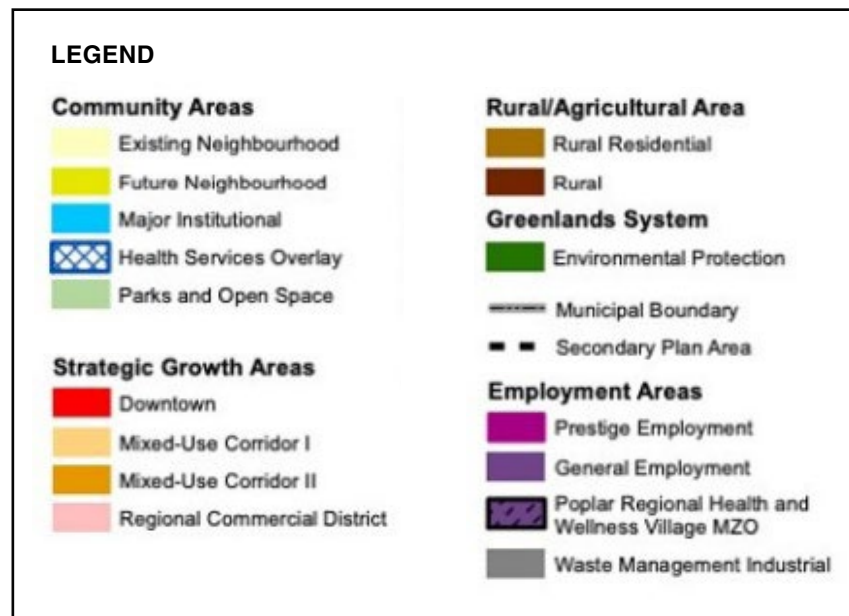 LEGEND
Community Areas
Existing Neighbourhood
Future Neighbourhood
Major Institutional
Health Services Overlay
Parks and Open Space
Strategic Growth Areas
Downtown
Mixed-Use Corridor I
Mixed-Use Corridor II
Regional Commercial District
Rural/Agricultural Area
Rural Residential
Rural
Greenlands System
Environmental Protection
Municipal Boundary
Secondary Plan Area
Employment Areas
Prestige Employment
General Employment
Poplar Regional Health and
Wellness Village MZO
Waste Management Industrial